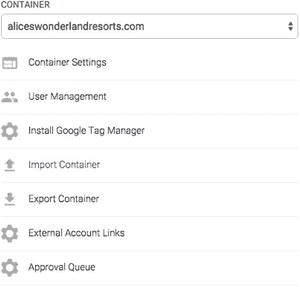 CONTAINER
aliceswonderlandresorts.com
Container Settings
User Management
Install Google Tag Manager
Import Container
Export Container
External Account Links
Approval Queue